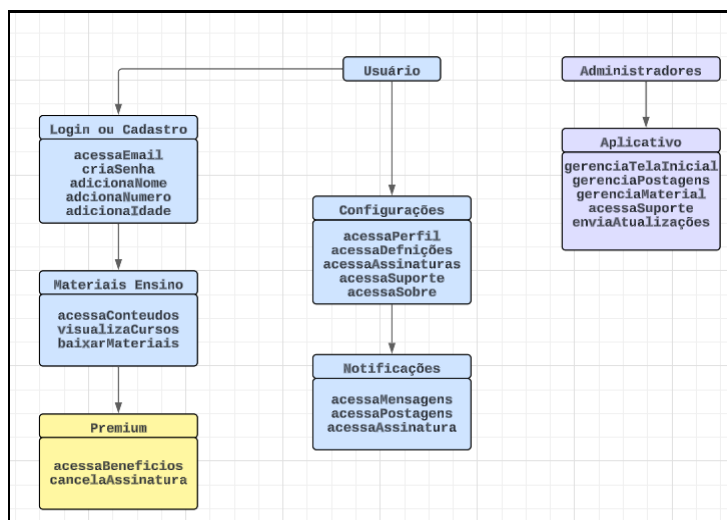 Usuário
Administradores
Login ou Cadastro
acessaEmail
criaSenha
adicionaNome
adcionaNumero
adicionaIdade
Aplicativo
gerenciaTelaInicial
gerenciaPostagens
gerenciaMaterial
acessaSuporte
enviaAtualizações
Configurações
acessaPerfil
acessaDefnições
acessaAssinaturas
acessaSuporte
acessaSobre
Materiais Ensino
acessaConteudos
visualizaCursos
baixarMateriais
Notificações
acessaMensagens
acessaPostagens
acessaAssinatura
Premium
acessaBeneficios
cancelaAssinatura